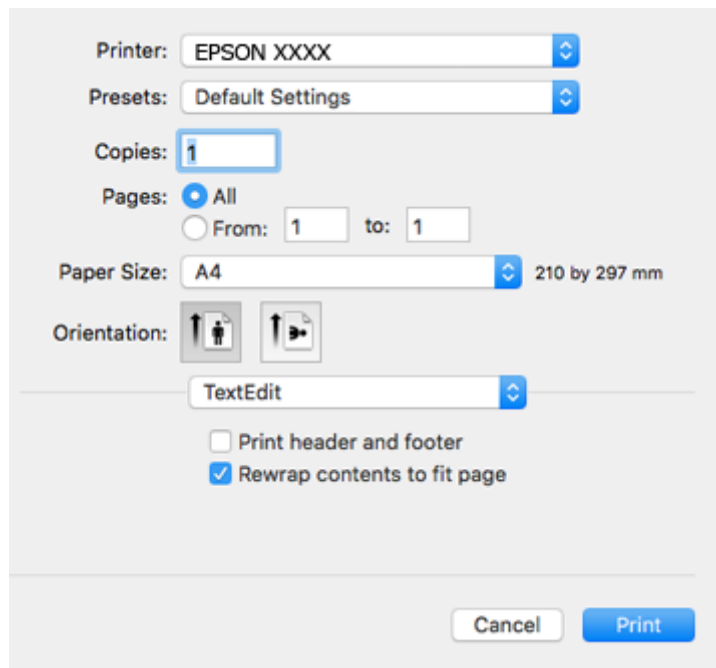 Printer: EPSON XXXX
Presets: Default Settings
Copies: 1
Pages: All
From: 1 to: 1
Paper Size: A4 210 by 297 mm
Orientation:
TextEdit
Print header and footer
Rewrap contents to fit page
Cancel Print